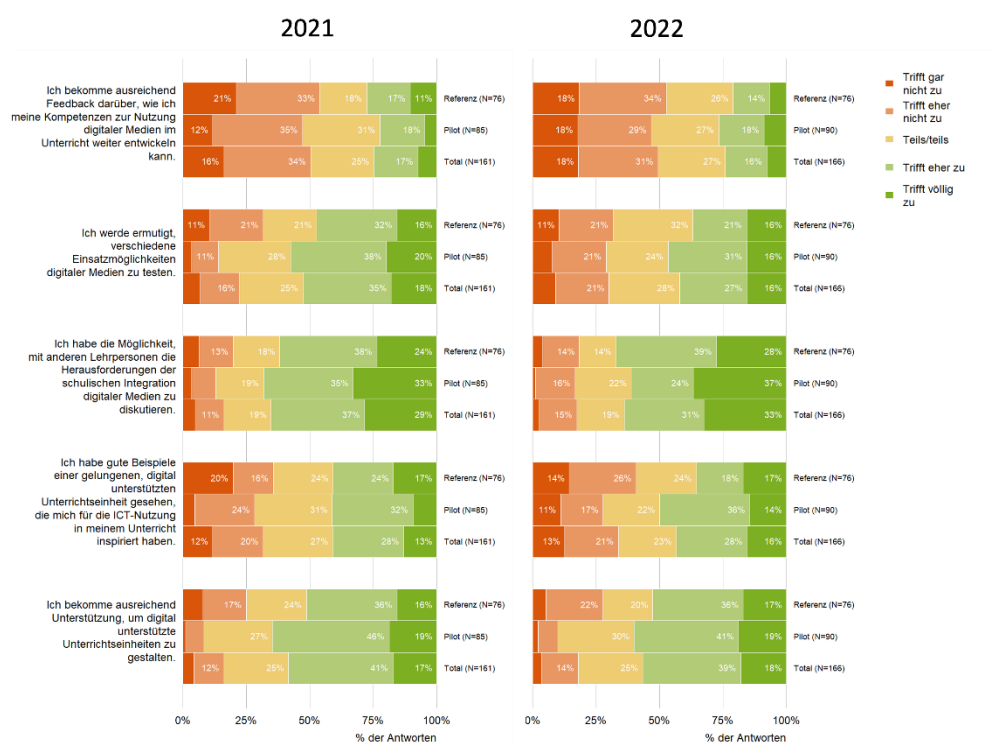 2021
2022
Ich bekomme ausreichend
Feedback darüber, wie ich
meine Kompetenzen zur Nutzung
digitaler Medien im
Unterricht weiter entwickeln
kann.
21% 33% 18% 17% 11% Referenz (N=76) 18% 34% 26% 14% Referenz (N=76)
12% 35% 31% 18% Pilot (N=85) 18% 29% 27% 18% Pilot (N=90)
16% 34% 25% 17% Total (N=161) 18% 31% 27% 16% Total (N=166)
Trifft gar
nicht zu
Trifft eher
nicht zu
Teils/teils
Trifft eher zu
Trifft völlig
zu
Ich werde ermutigt,
verschiedene
Einsatzmöglichkeiten
digitaler Medien zu testen.
11% 21% 21% 32% 16% Referenz (N=76) 11% 21% 32% 21% 16% Referenz (N=76)
11% 28% 38% 20% Pilot (N=85) 21% 24% 31% 16% Pilot (N=90)
16% 25% 35% 18% Total (N=161) 21% 28% 27% 16% Total (N=166)
Ich habe die Möglichkeit,
mit anderen Lehrpersonen die
Herausforderungen der
schulischen Integration
digitaler Medien zu
diskutieren.
13% 18% 38% 24% Referenz (N=76) 14% 14% 39% 28% Referenz (N=76)
19% 35% 33% Pilot (N=85) 16% 22% 24% 37% Pilot (N=90)
11% 19% 37% 29% Total (N=161) 15% 19% 31% 33% Total (N=166)
Ich habe gute Beispiele
einer gelungenen, digital
unterstützten
Unterrichtseinheit gesehen,
die mich für die ICT-Nutzung
in meinem Unterricht
inspiriert haben.
20% 16% 24% 24% 17% Referenz (N=76) 14% 26% 24% 18% 17% Referenz (N=76)
24% 31% 32% Pilot (N=85) 11% 17% 22% 36% 14% Pilot (N=90)
12% 20% 27% 28% 13% Total (N=161) 13% 21% 23% 28% 16% Total (N=166)
Ich bekomme ausreichend
Unterstützung, um digital
unterstützte
Unterrichtseinheiten zu
gestalten.
17% 24% 36% 16% Referenz (N=76) 22% 20% 36% 17% Referenz (N=76)
27% 46% 19% Pilot (N=85) 30% 41% 19% Pilot (N=90)
12% 25% 41% 17% Total (N=161) 14% 25% 39% 18% Total (N=166)
0% 25% 50% 75% 100% 0% 25% 50% 75% 100%
% der Antworten % der Antworten